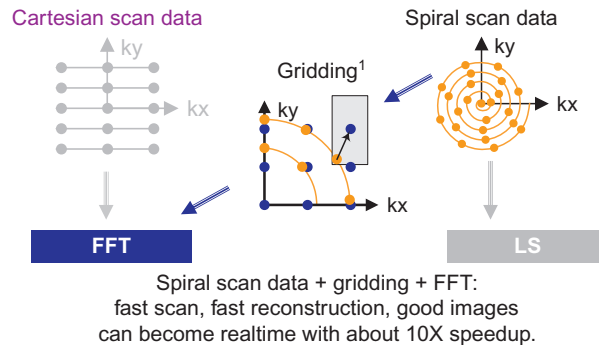 Cartesian scan data
Spiral scan data
ky
kx
Gridding¹
ky
kx
ky
kx
FFT
LS
Spiral scan data + gridding + FFT:
fast scan, fast reconstruction, good images
can become realtime with about 10X speedup.